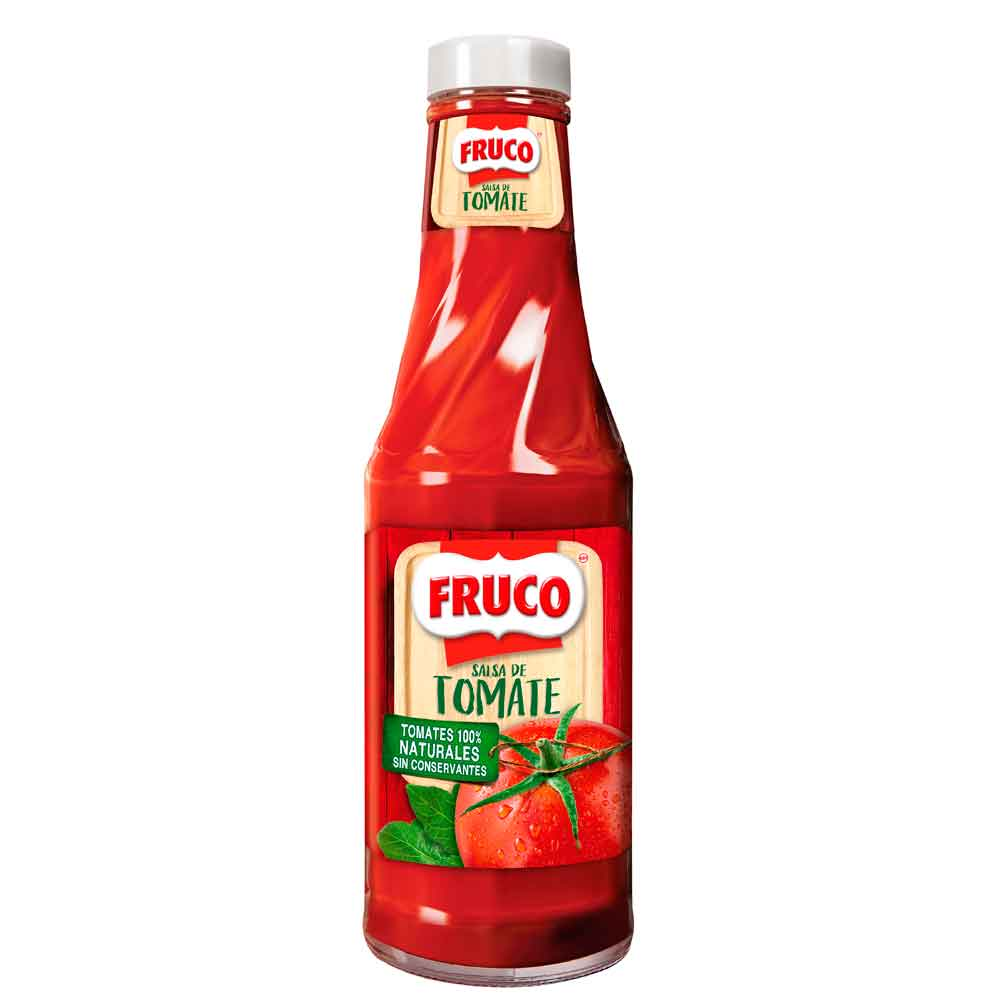 FRUCO
SALSA DE
TOMATE
FRUCO
SALSA DE
TOMATE
TOMATES 100%
NATURALES
SIN CONSERVANTES